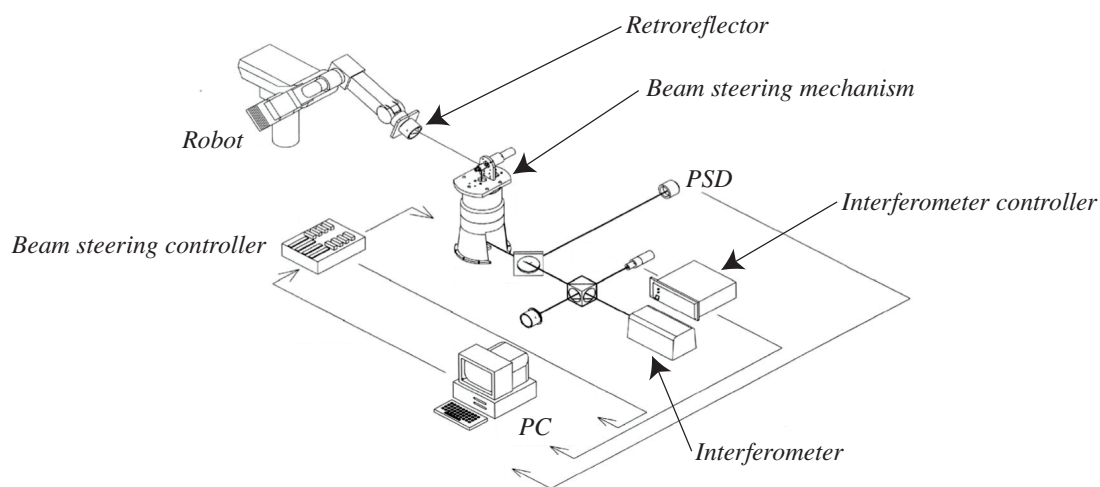 Retroreflector
Beam steering mechanism
Robot
PSD
Interferometer controller
Beam steering controller
PC
Interferometer